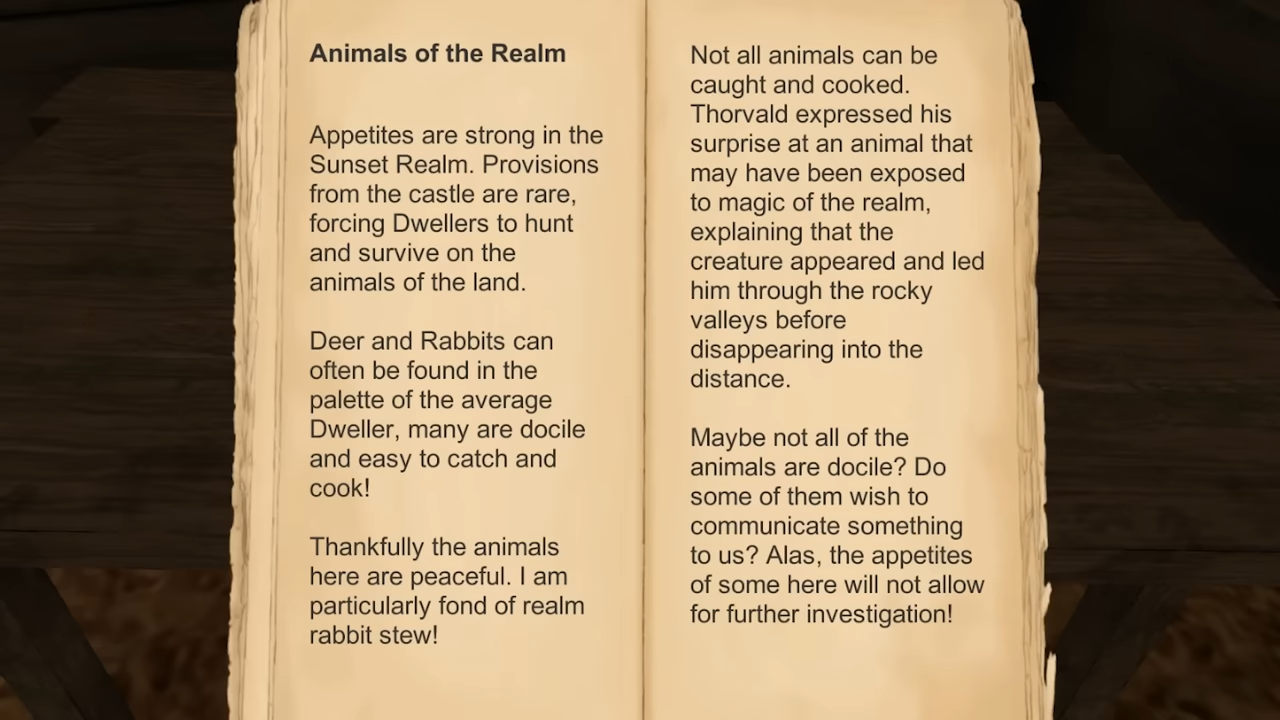 Animals of the Realm
Appetites are strong in the
Sunset Realm. Provisions
from the castle are rare,
forcing Dwellers to hunt
and survive on the
animals of the land.
Deer and Rabbits can
often be found in the
palette of the average
Dweller, many are docile
and easy to catch and
cook!
Thankfully the animals
here are peaceful. I am
particularly fond of realm
rabbit stew!
Not all animals can be
caught and cooked.
Thorvald expressed his
surprise at an animal that
may have been exposed
to magic of the realm,
explaining that the
creature appeared and led
him through the rocky
valleys before
disappearing into the
distance.
Maybe not all of the
animals are docile? Do
some of them wish to
communicate something
to us? Alas, the appetites
of some here will not allow
for further investigation!